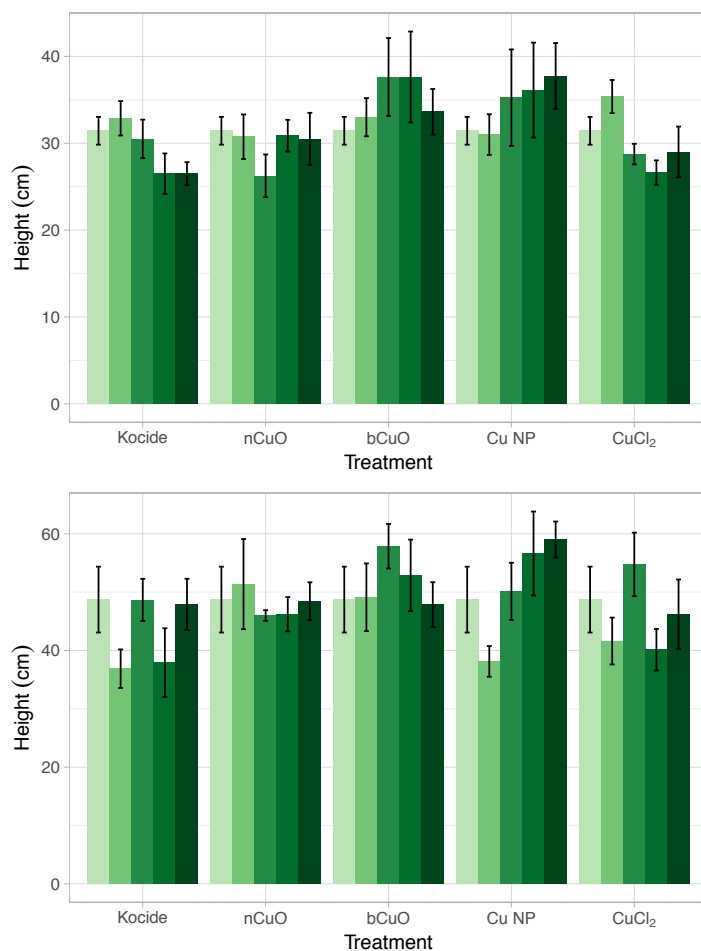 Height (cm)
40
30
20
10
0
Kocide nCuO bCuO Cu NP CuCl₂
Treatment
Height (cm)
60
40
20
0
Kocide nCuO bCuO Cu NP CuCl₂
Treatment